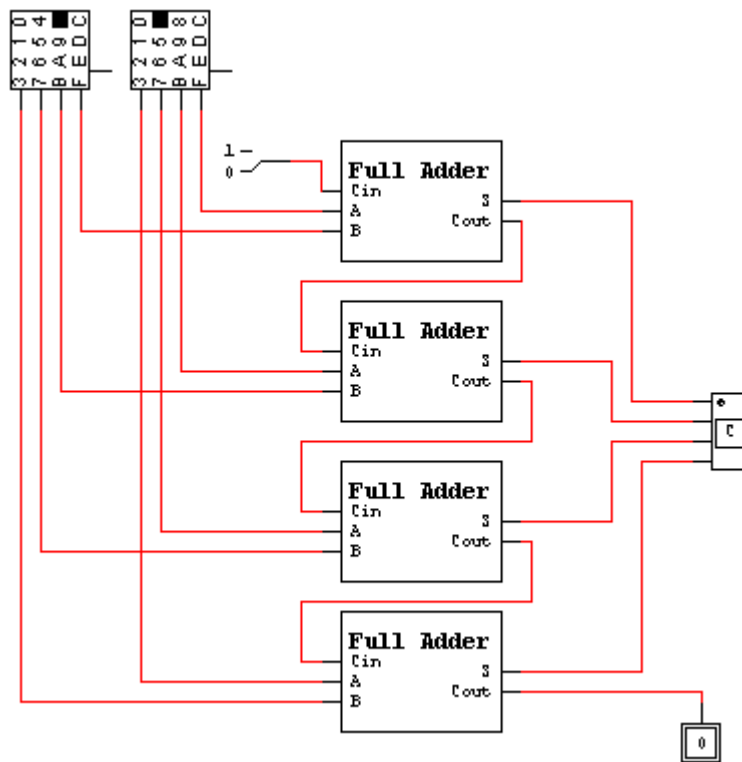 0 4 C
1 5 9 D
2 6 A E
3 7 B F
0 8 C
1 5 9 D
2 6 A E
3 7 B F
1
0
Full Adder
Cin
A
B
S
Cout
Full Adder
Cin
A
B
S
Cout
C
Full Adder
Cin
A
B
S
Cout
Full Adder
Cin
A
B
S
Cout
0